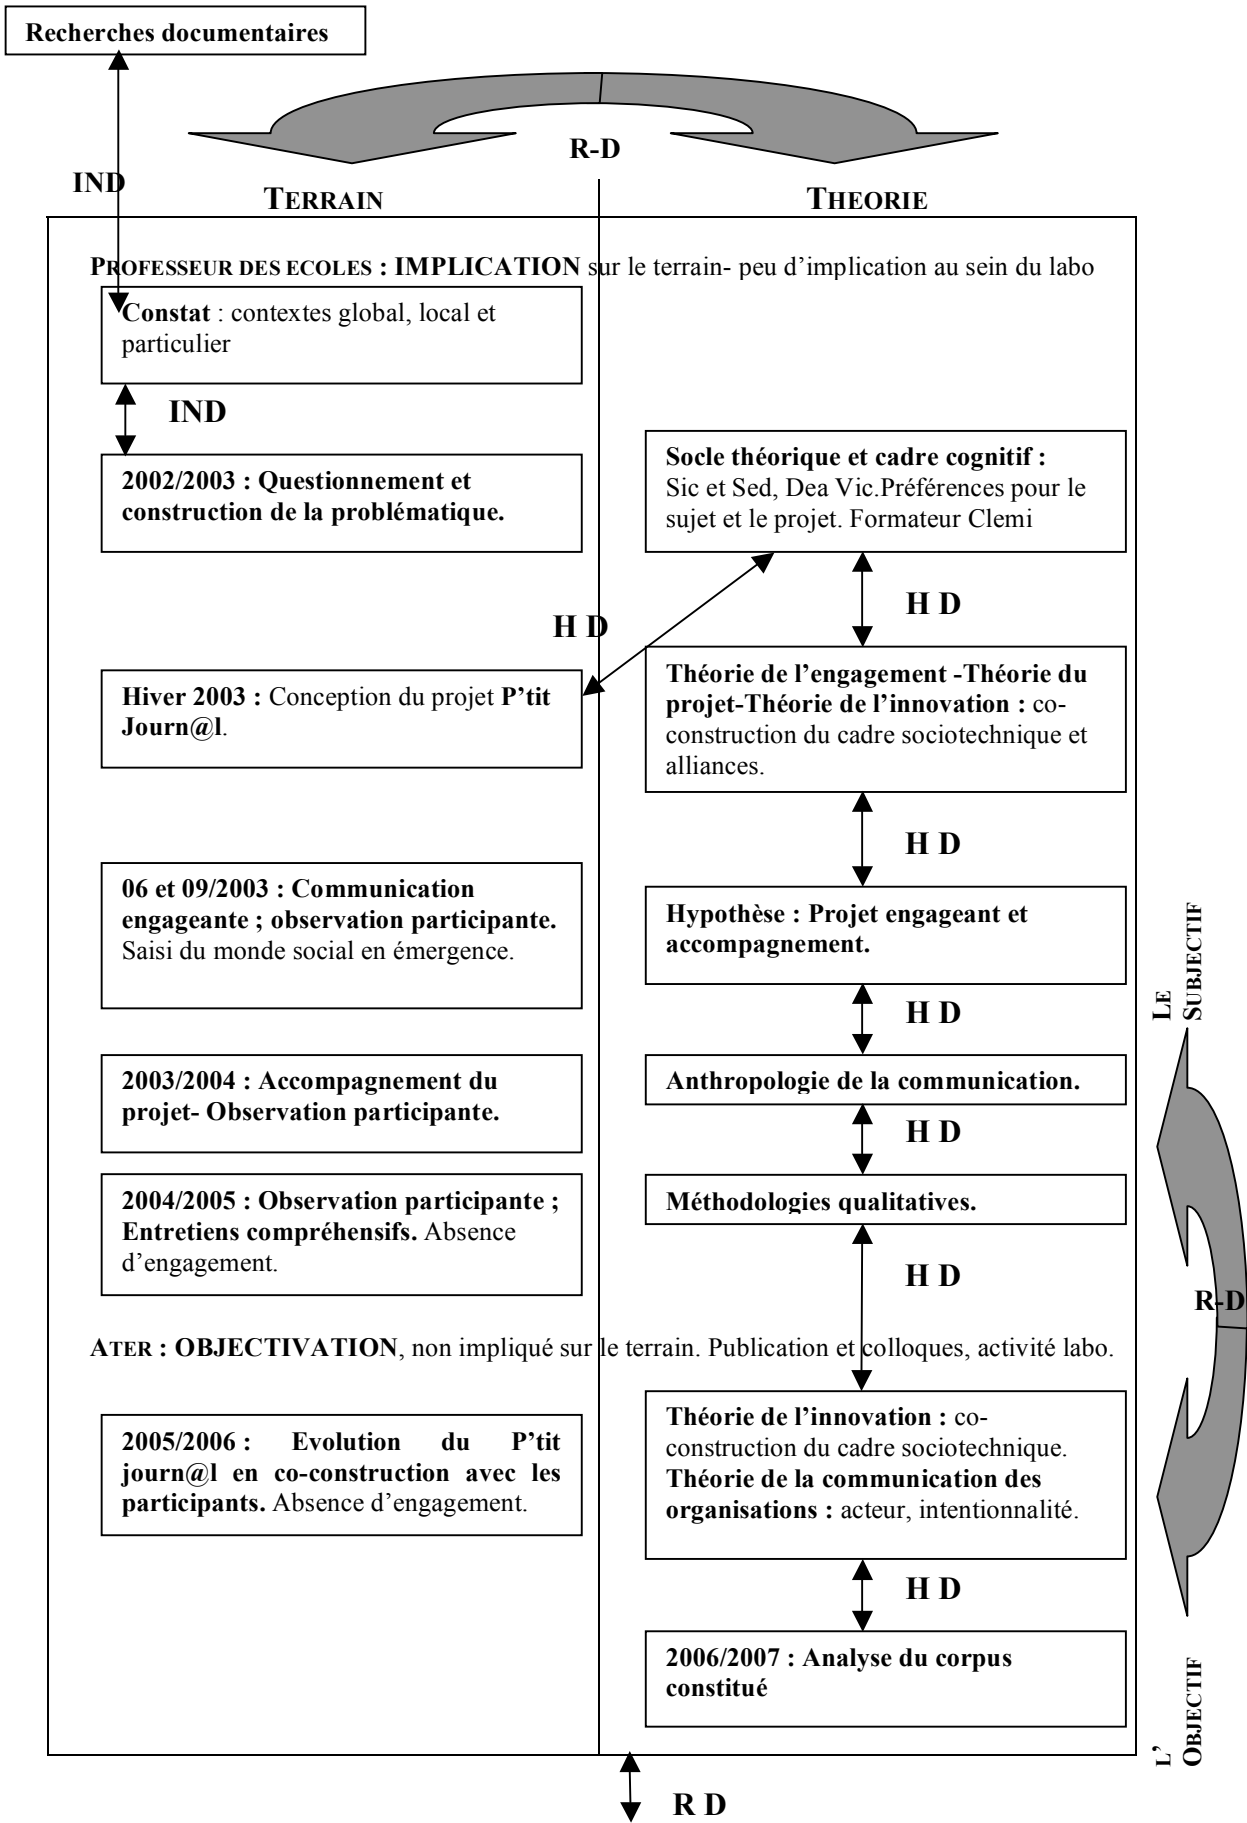 Recherches documentaires
R-D
IND
TERRAIN
THEORIE
PROFESSEUR DES ECOLES : IMPLICATION sur le terrain- peu d’implication au sein du labo
Constat : contextes global, local et
particulier
IND
2002/2003 : Questionnement et
construction de la problématique.
Socle théorique et cadre cognitif :
Sic et Sed, Dea Vic.Préférences pour le
sujet et le projet. Formateur Clemi
H D
H D
Hiver 2003 : Conception du projet P’tit
Journ@l.
Théorie de l’engagement -Théorie du
projet-Théorie de l’innovation : co-
construction du cadre sociotechnique et
alliances.
H D
06 et 09/2003 : Communication
engageante ; observation participante.
Saisi du monde social en émergence.
Hypothèse : Projet engageant et
accompagnement.
H D
2003/2004 : Accompagnement du
projet- Observation participante.
Anthropologie de la communication.
H D
2004/2005 : Observation participante ;
Entretiens compréhensifs. Absence
d’engagement.
Méthodologies qualitatives.
H D
ATER : OBJECTIVATION, non impliqué sur le terrain. Publication et colloques, activité labo.
2005/2006 : Evolution du P’tit
journ@l en co-construction avec les
participants. Absence d’engagement.
Théorie de l’innovation : co-
construction du cadre sociotechnique.
Théorie de la communication des
organisations : acteur, intentionnalité.
H D
2006/2007 : Analyse du corpus
constitué
R D
LE
SUBJECTIF
R-D
L’
OBJECTIF